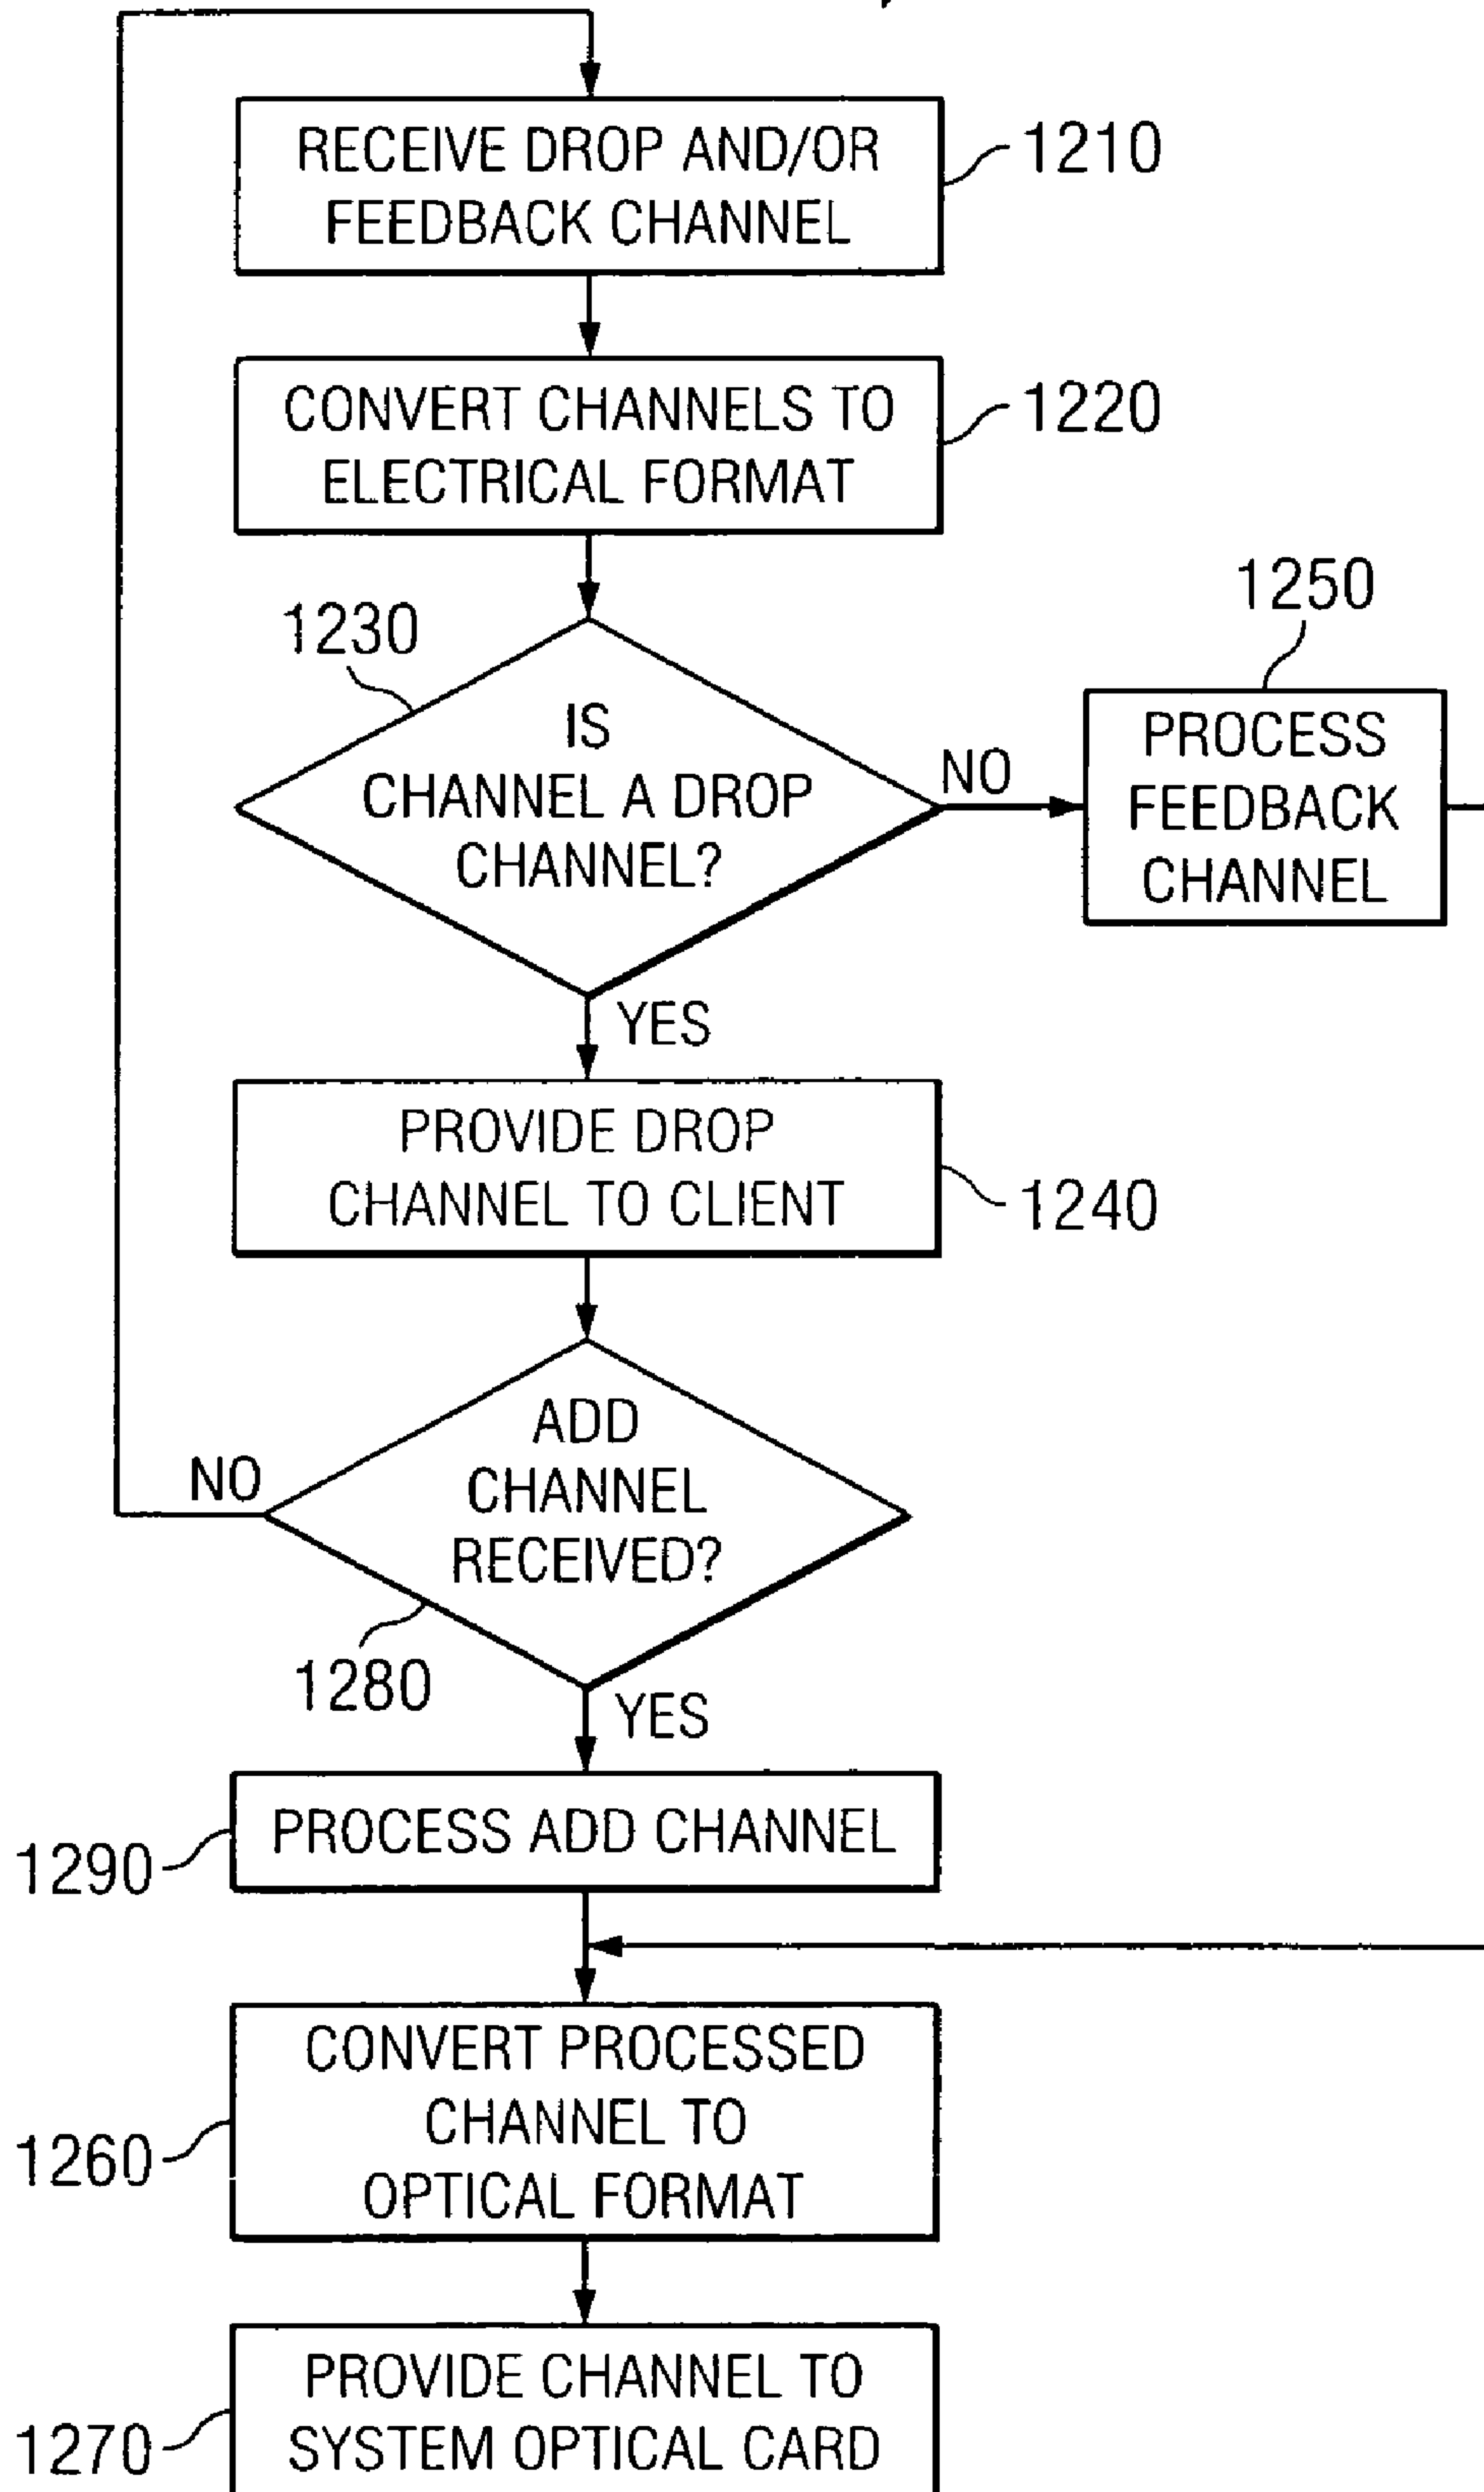 RECEIVE DROP AND/OR
FEEDBACK CHANNEL
1210
CONVERT CHANNELS TO
ELECTRICAL FORMAT
1220
1230
IS
CHANNEL A DROP
CHANNEL?
NO
1250
PROCESS
FEEDBACK
CHANNEL
YES
PROVIDE DROP
CHANNEL TO CLIENT
1240
ADD
CHANNEL
RECEIVED?
NO
1280
YES
PROCESS ADD CHANNEL
1290
CONVERT PROCESSED
CHANNEL TO
OPTICAL FORMAT
1260
PROVIDE CHANNEL TO
SYSTEM OPTICAL CARD
1270